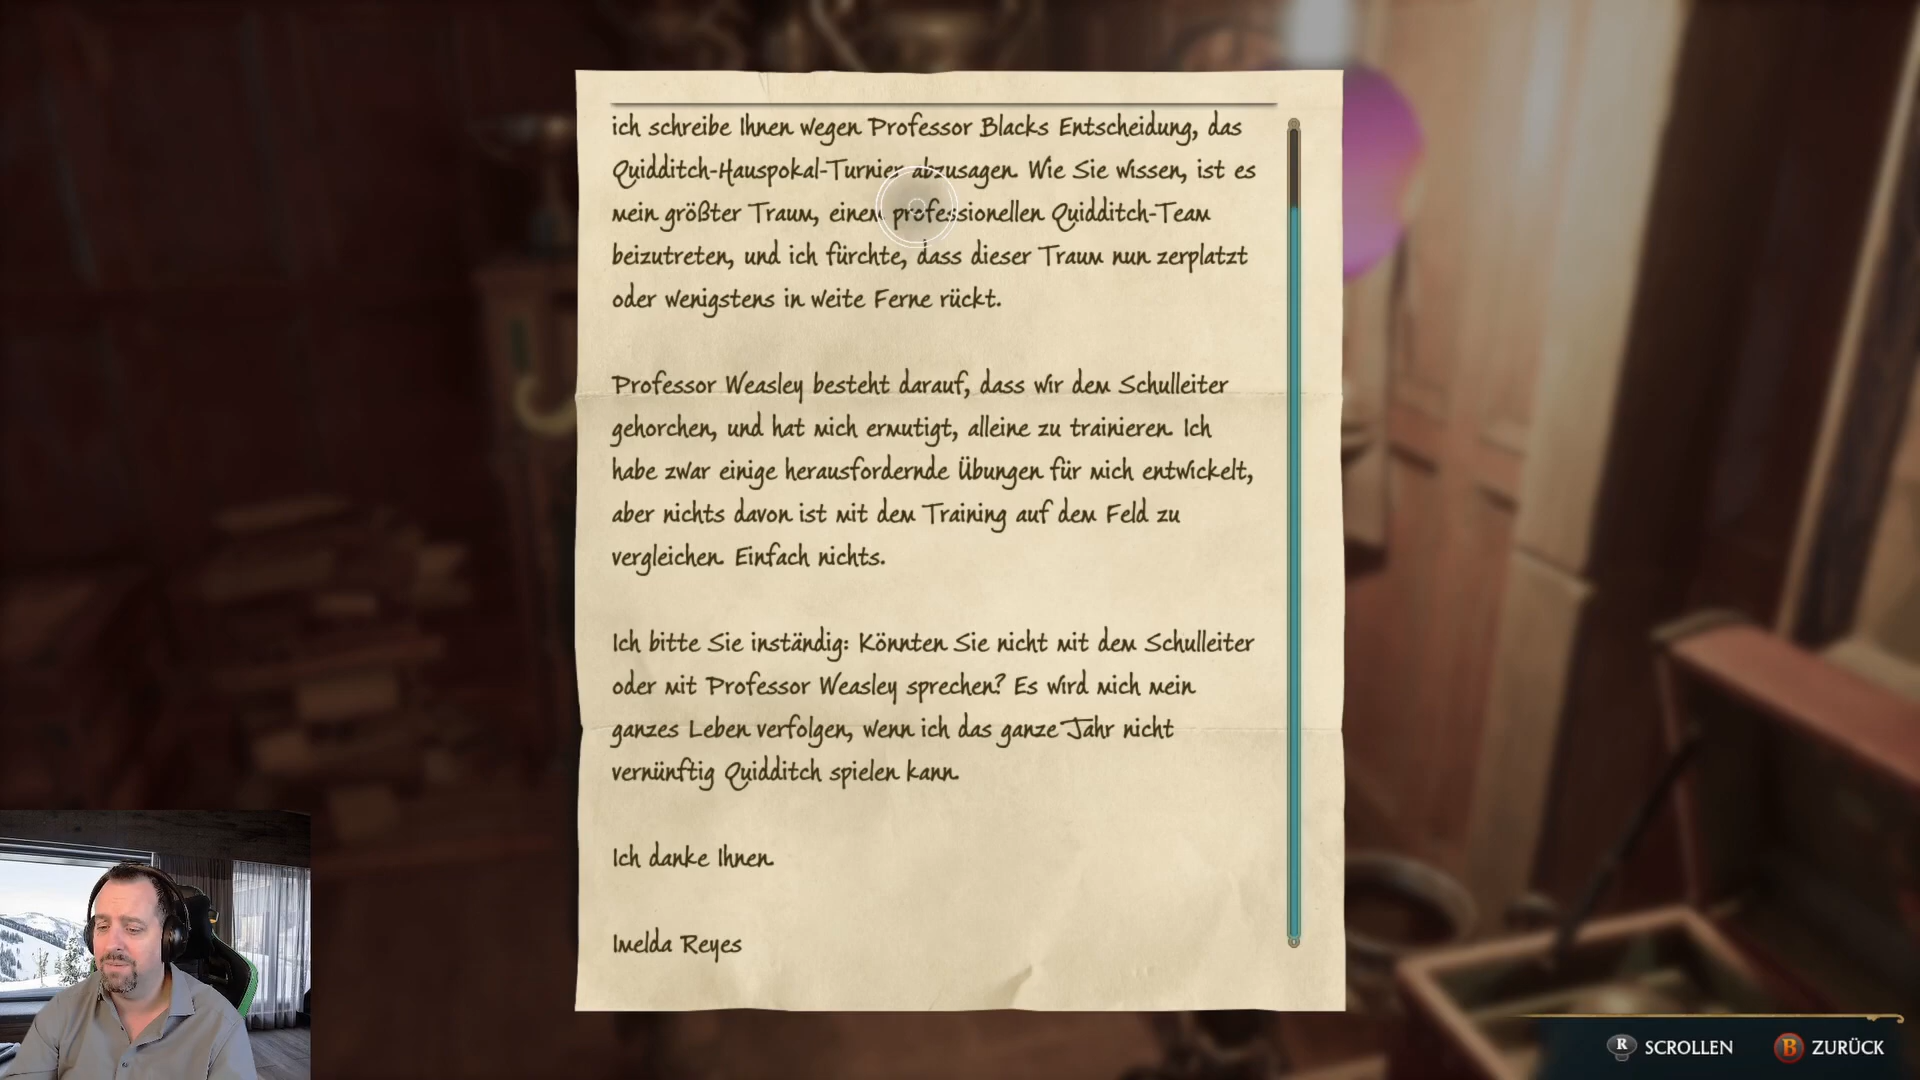 ich schreibe Ihnen wegen Professor Blacks Entscheidung, das
Quidditch-Hauspokal-Turnier abzusagen. Wie Sie wissen, ist es
mein größter Traum, einem professionellen Quidditch-Team
beizutreten, und ich fürchte, dass dieser Traum nun zerplatzt
oder wenigstens in weite Ferne rückt.
Professor Weasley besteht darauf, dass wir dem Schulleiter
gehorchen, und hat mich ermutigt, alleine zu trainieren. Ich
habe zwar einige herausfordernde Übungen für mich entwickelt,
aber nichts davon ist mit dem Training auf dem Feld zu
vergleichen. Einfach nichts.
Ich bitte Sie inständig: Könnten Sie nicht mit dem Schulleiter
oder mit Professor Weasley sprechen? Es wird mich mein
ganzes Leben verfolgen, wenn ich das ganze Jahr nicht
vernünftig Quidditch spielen kann.
Ich danke Ihnen.
Imelda Reyes
R SCROLLEN B ZURÜCK